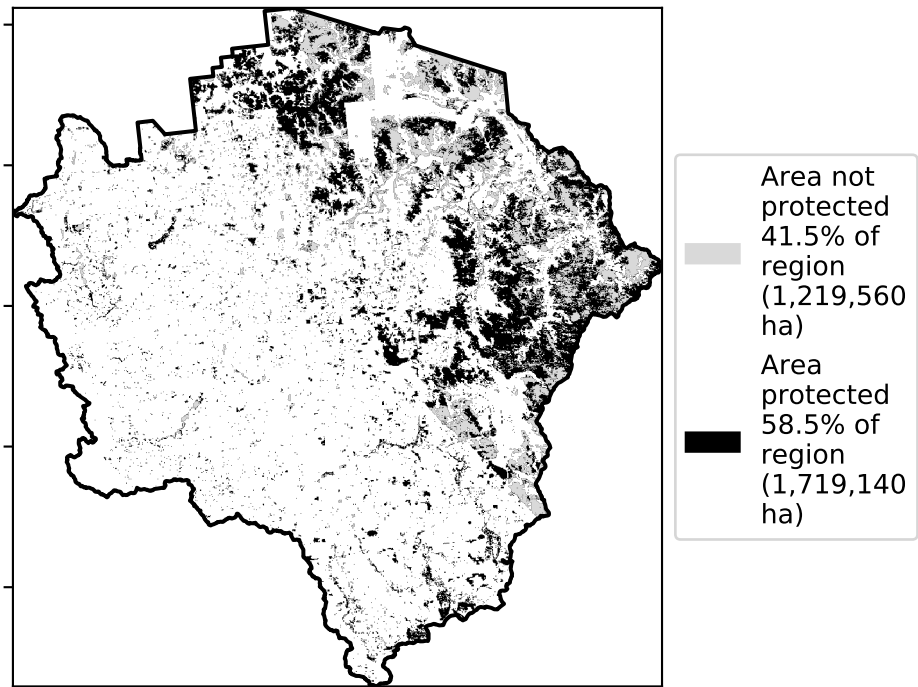 Area not
protected
41.5% of
region
(1,219,560
ha)
Area
protected
58.5% of
region
(1,719,140
ha)